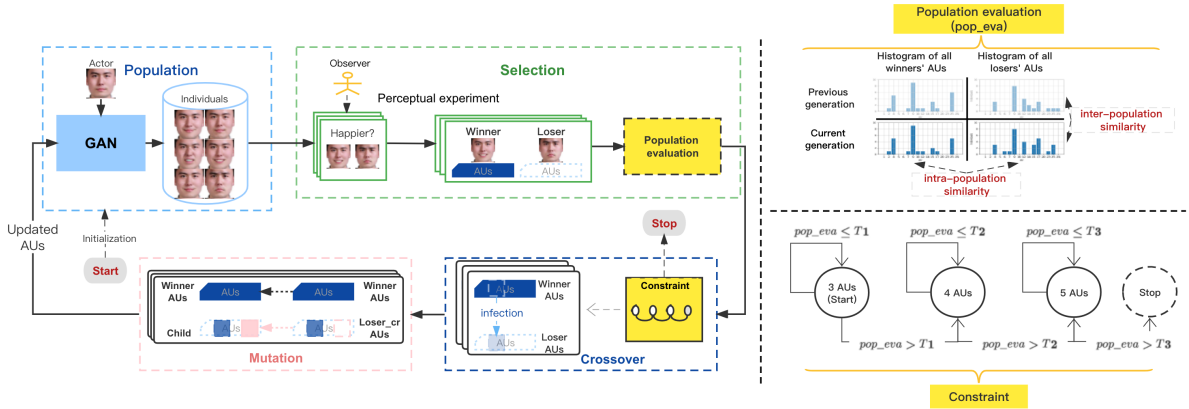 Population
Actor
GAN
Individuals
Selection
Observer
Perceptual experiment
Happier?
Winner
Loser
AUs
AUs
Population
evaluation
Updated
AUs
Initialization
Start
Winner
AUs
AUs
AUs
Winner
AUs
Child
AUs
Loser_cr
AUs
Mutation
AUs
Winner
AUs
infection
AUs
Loser
AUs
Crossover
Stop
Constraint
Population evaluation
(pop_eva)
Histogram of all
winners' AUs
Histogram of all
losers' AUs
Previous
generation
Current
generation
inter-population
similarity
intra-population
similarity
pop_eva ≤ T1
pop_eva ≤ T2
pop_eva ≤ T3
3 AUs
(Start)
4 AUs
5 AUs
Stop
pop_eva > T1
pop_eva > T2
pop_eva > T3
Constraint